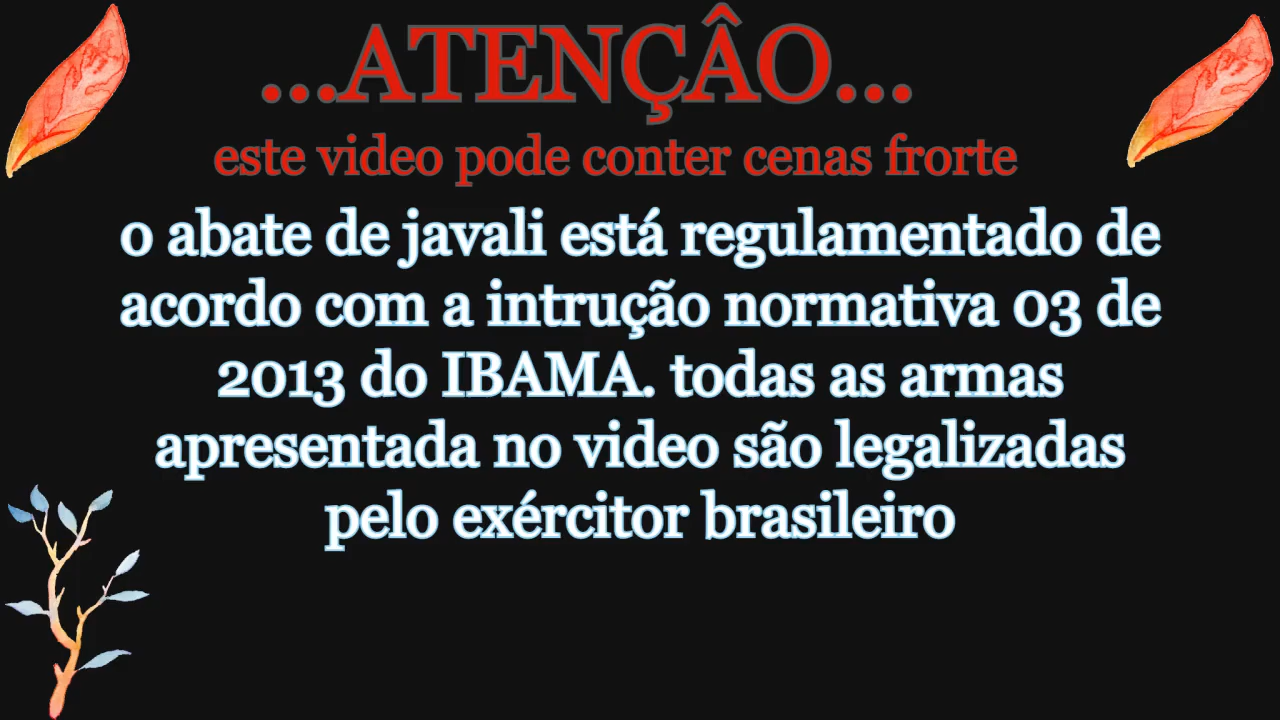 ...ATENÇÂO...
este video pode conter cenas frorte
o abate de javali está regulamentado de
acordo com a intrução normativa 03 de
2013 do IBAMA. todas as armas
apresentada no video são legalizadas
pelo exércitor brasileiro